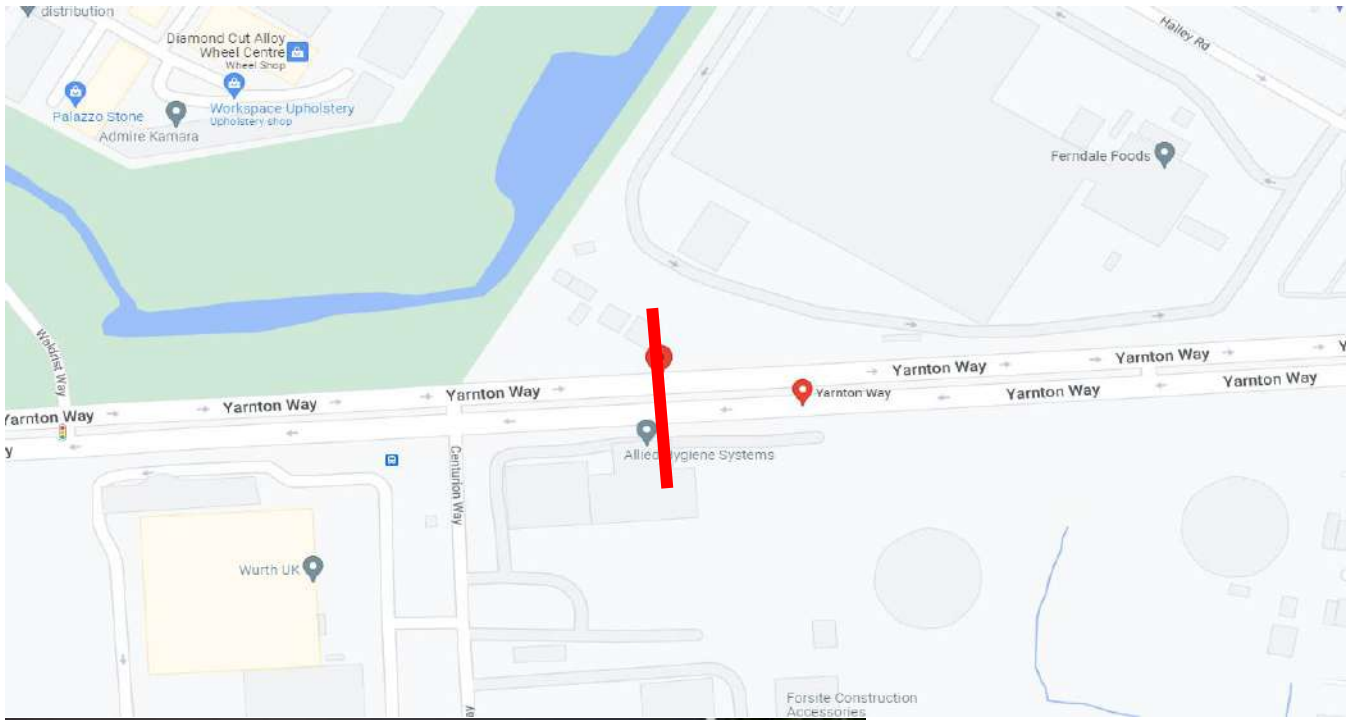 distribution
Diamond Cut Alloy
Wheel Centre
Wheel Shop
Palazzo Stone
Workspace Upholstery
Upholstery shop
Admire Kamara
Halley Rd
Ferndale Foods
Waldrist Way
Yarnton Way
Yarnton Way
Yarnton Way
Yarnton Way
Yarnton Way
Y
Yarnton Way
Yarnton Way
Yarnton Way
y
Centurion Way
Allied Hygiene Systems
Wurth UK
Forsite Construction
Accessories
ay